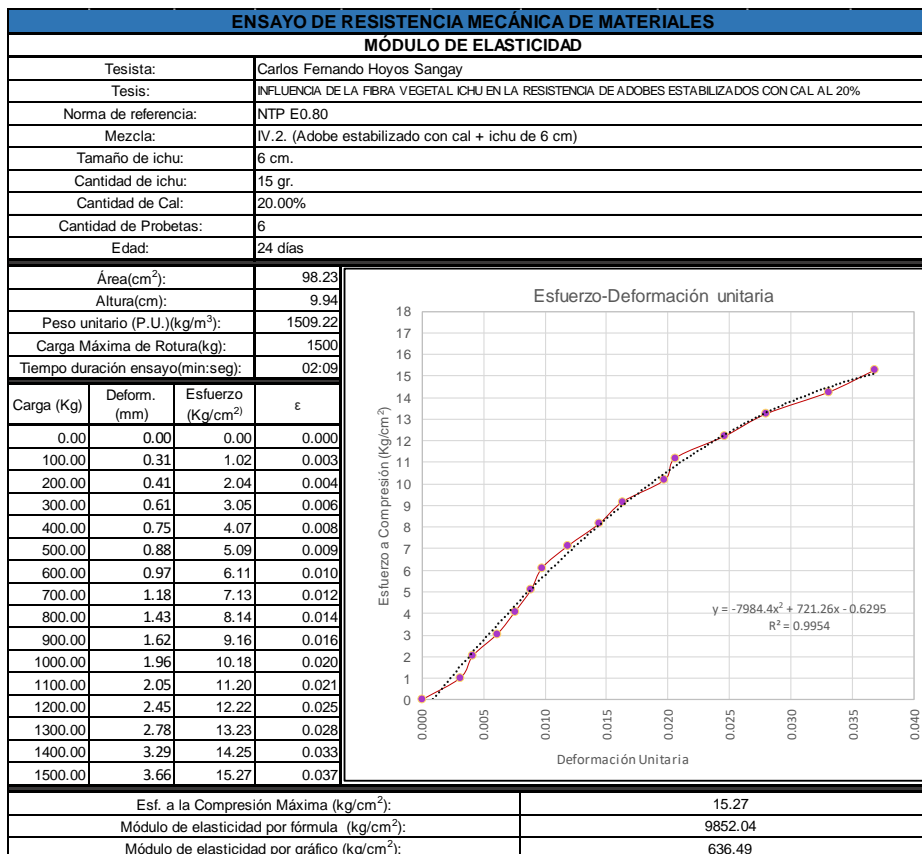 ENSAYO DE RESISTENCIA MECÁNICA DE MATERIALES
MÓDULO DE ELASTICIDAD
Tesista: Carlos Fernando Hoyos Sangay
Tesis: INFLUENCIA DE LA FIBRA VEGETAL ICHU EN LA RESISTENCIA DE ADOBES ESTABILIZADOS CON CAL AL 20%
Norma de referencia: NTP E0.80
Mezcla: IV.2. (Adobe estabilizado con cal + ichu de 6 cm)
Tamaño de ichu: 6 cm.
Cantidad de ichu: 15 gr.
Cantidad de Cal: 20.00%
Cantidad de Probetas: 6
Edad: 24 días
Área(cm²): 98.23
Altura(cm): 9.94
Peso unitario (P.U.)(kg/m³): 1509.22
Carga Máxima de Rotura(kg): 1500
Tiempo duración ensayo(min:seg): 02:09
Carga (Kg) Deform. (mm) Esfuerzo (Kg/cm²) ε
0.00 0.00 0.00 0.000
100.00 0.31 1.02 0.003
200.00 0.41 2.04 0.004
300.00 0.61 3.05 0.006
400.00 0.75 4.07 0.008
500.00 0.88 5.09 0.009
600.00 0.97 6.11 0.010
700.00 1.18 7.13 0.012
800.00 1.43 8.14 0.014
900.00 1.62 9.16 0.016
1000.00 1.96 10.18 0.020
1100.00 2.05 11.20 0.021
1200.00 2.45 12.22 0.025
1300.00 2.78 13.23 0.028
1400.00 3.29 14.25 0.033
1500.00 3.66 15.27 0.037
Esfuerzo-Deformación unitaria
Esfuerzo a Compresión (Kg/cm²)
18
17
16
15
14
13
12
11
10
9
8
7
6
5
4
3
2
1
0
y = -7984.4x² + 721.26x - 0.6295
R² = 0.9954
0.000 0.005 0.010 0.015 0.020 0.025 0.030 0.035 0.040
Deformación Unitaria
Esf. a la Compresión Máxima (kg/cm²): 15.27
Módulo de elasticidad por fórmula (kg/cm²): 9852.04
Módulo de elasticidad por gráfico (kg/cm²): 636.49